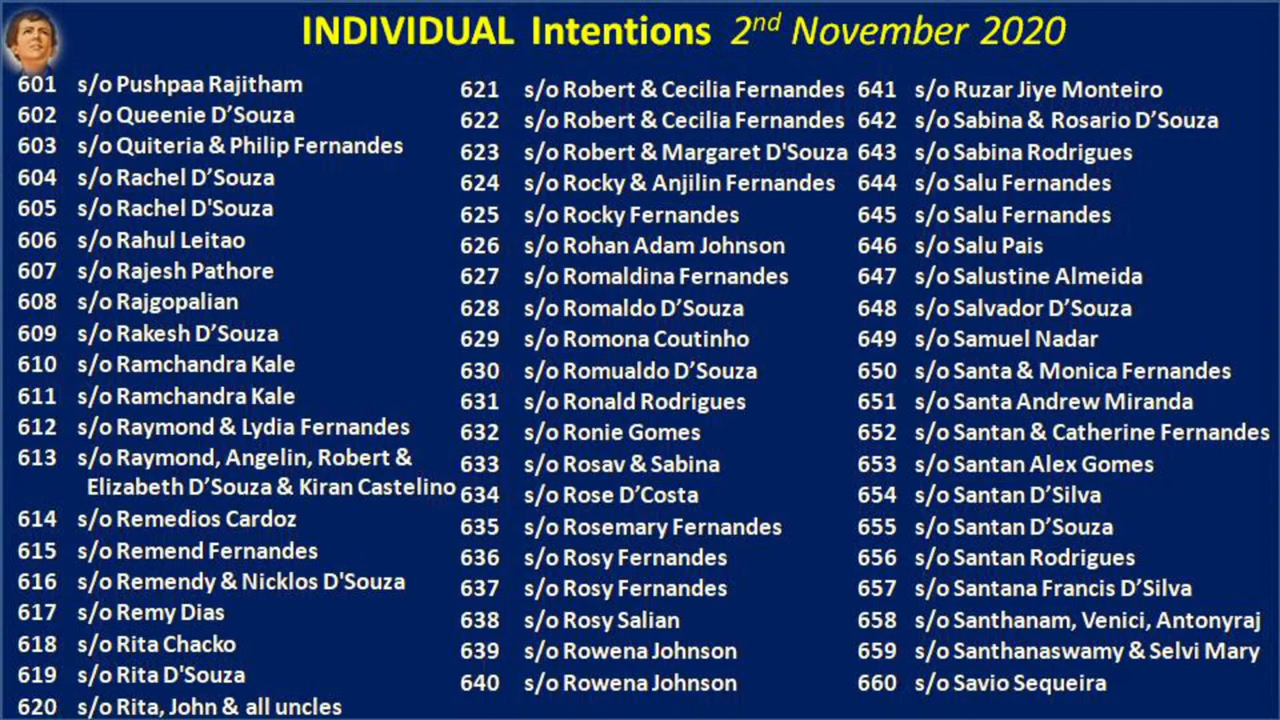 INDIVIDUAL Intentions 2nd November 2020
601 s/o Pushpaa Rajitham
602 s/o Queenie D’Souza
603 s/o Quiteria & Philip Fernandes
604 s/o Rachel D’Souza
605 s/o Rachel D'Souza
606 s/o Rahul Leitao
607 s/o Rajesh Pathore
608 s/o Rajgopalian
609 s/o Rakesh D’Souza
610 s/o Ramchandra Kale
611 s/o Ramchandra Kale
612 s/o Raymond & Lydia Fernandes
613 s/o Raymond, Angelin, Robert &
Elizabeth D’Souza & Kiran Castelino
614 s/o Remedios Cardoz
615 s/o Remend Fernandes
616 s/o Remendy & Nicklos D'Souza
617 s/o Remy Dias
618 s/o Rita Chacko
619 s/o Rita D'Souza
620 s/o Rita, John & all uncles
621 s/o Robert & Cecilia Fernandes
622 s/o Robert & Cecilia Fernandes
623 s/o Robert & Margaret D'Souza
624 s/o Rocky & Anjilin Fernandes
625 s/o Rocky Fernandes
626 s/o Rohan Adam Johnson
627 s/o Romaldina Fernandes
628 s/o Romaldo D’Souza
629 s/o Romona Coutinho
630 s/o Romualdo D’Souza
631 s/o Ronald Rodrigues
632 s/o Ronie Gomes
633 s/o Rosav & Sabina
634 s/o Rose D’Costa
635 s/o Rosemary Fernandes
636 s/o Rosy Fernandes
637 s/o Rosy Fernandes
638 s/o Rosy Salian
639 s/o Rowena Johnson
640 s/o Rowena Johnson
641 s/o Ruzar Jiye Monteiro
642 s/o Sabina & Rosario D’Souza
643 s/o Sabina Rodrigues
644 s/o Salu Fernandes
645 s/o Salu Fernandes
646 s/o Salu Pais
647 s/o Salustine Almeida
648 s/o Salvador D’Souza
649 s/o Samuel Nadar
650 s/o Santa & Monica Fernandes
651 s/o Santa Andrew Miranda
652 s/o Santan & Catherine Fernandes
653 s/o Santan Alex Gomes
654 s/o Santan D’Silva
655 s/o Santan D’Souza
656 s/o Santan Rodrigues
657 s/o Santana Francis D’Silva
658 s/o Santhanam, Venici, Antonyraj
659 s/o Santhanaswamy & Selvi Mary
660 s/o Savio Sequeira